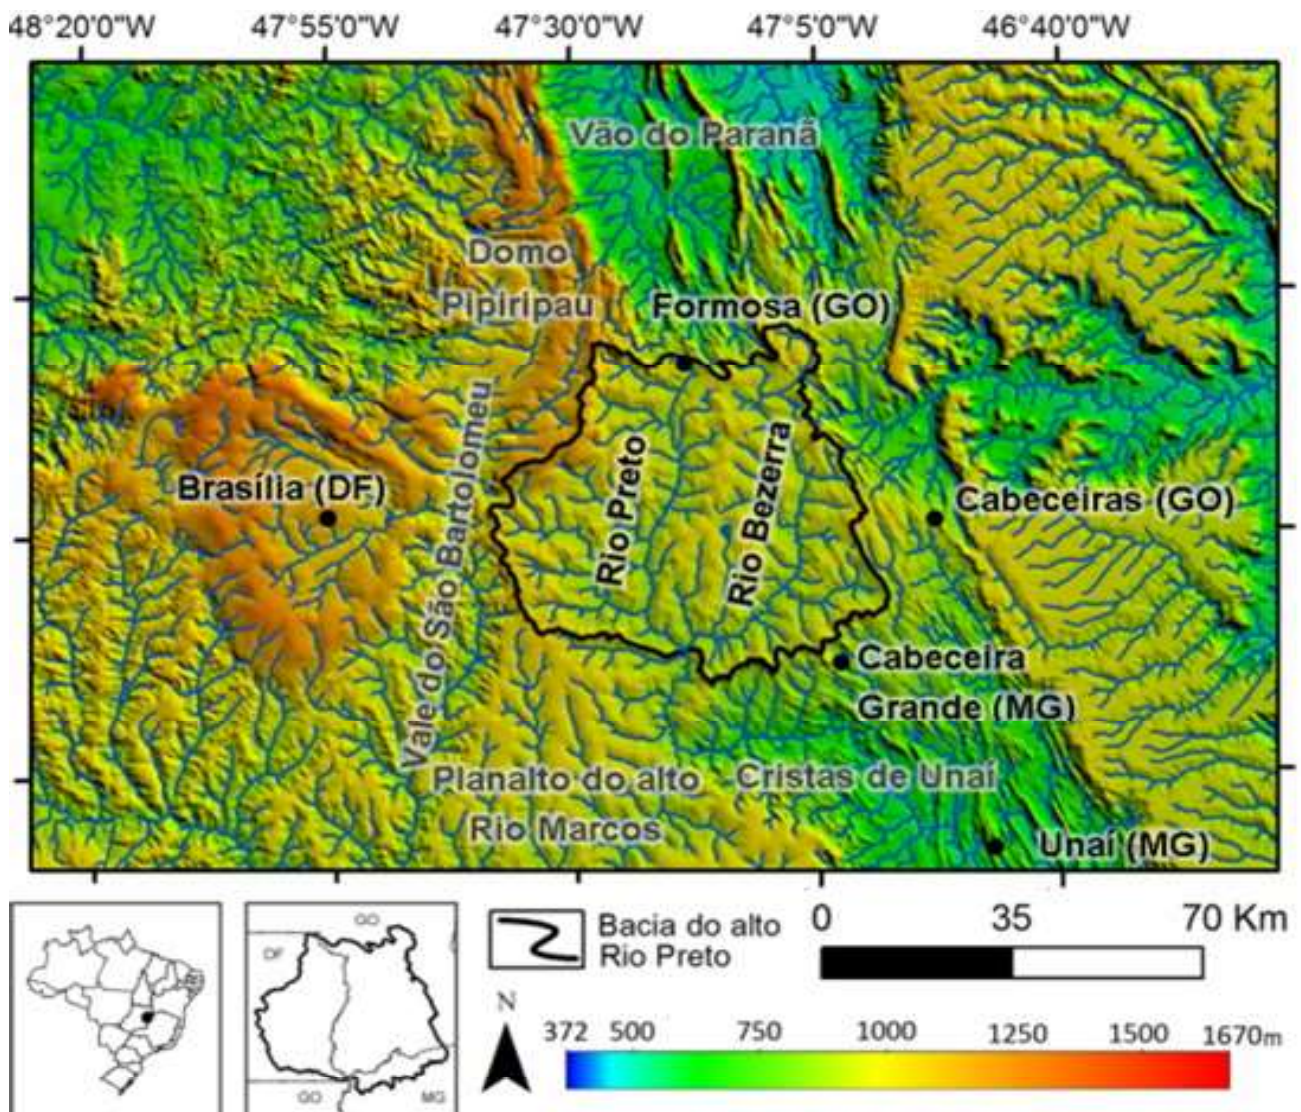 48°20'0"W 47°55'0"W 47°30'0"W 47°5'0"W 46°40'0"W
Vão do Paranã
Domo
Pipiripau
Formosa (GO)
Vale do São Bartolomeu
Rio Preto
Rio Bezerra
Brasília (DF)
Cabeceiras (GO)
Cabeceira
Grande (MG)
Planalto do alto
Rio Marcos
Cristas de Unaí
Unaí (MG)
GO
DF
GO
MG
Bacia do alto
Rio Preto
0 35 70 Km
N
372 500 750 1000 1250 1500 1670m